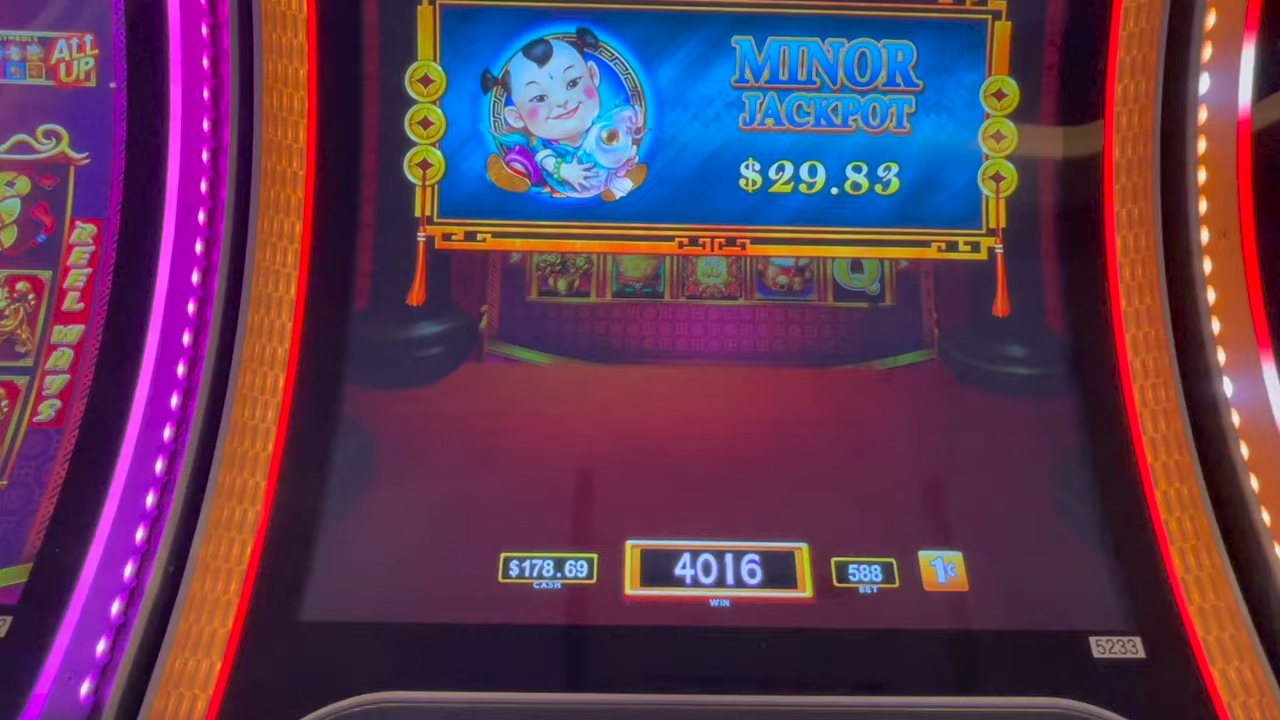 ALL
UP
REEL WAYS
MINOR
JACKPOT
$29.83
Q
$178.69
CASH
4016
WIN
588
BET
1¢
5233